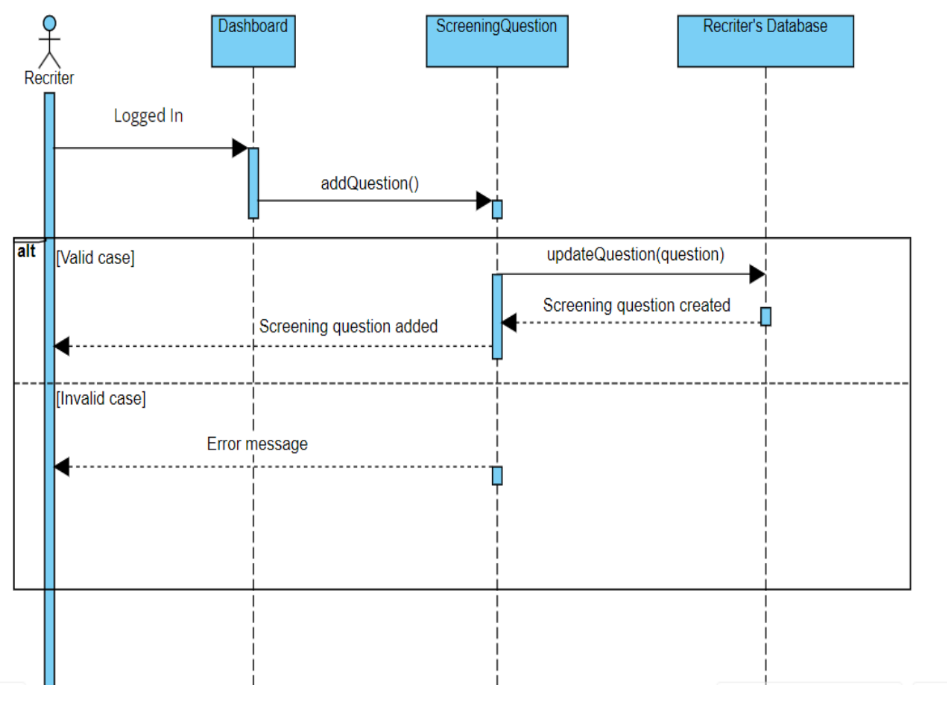 Dashboard
ScreeningQuestion
Recriter's Database
Recriter
Logged In
addQuestion()
alt
[Valid case]
updateQuestion(question)
Screening question created
Screening question added
[Invalid case]
Error message